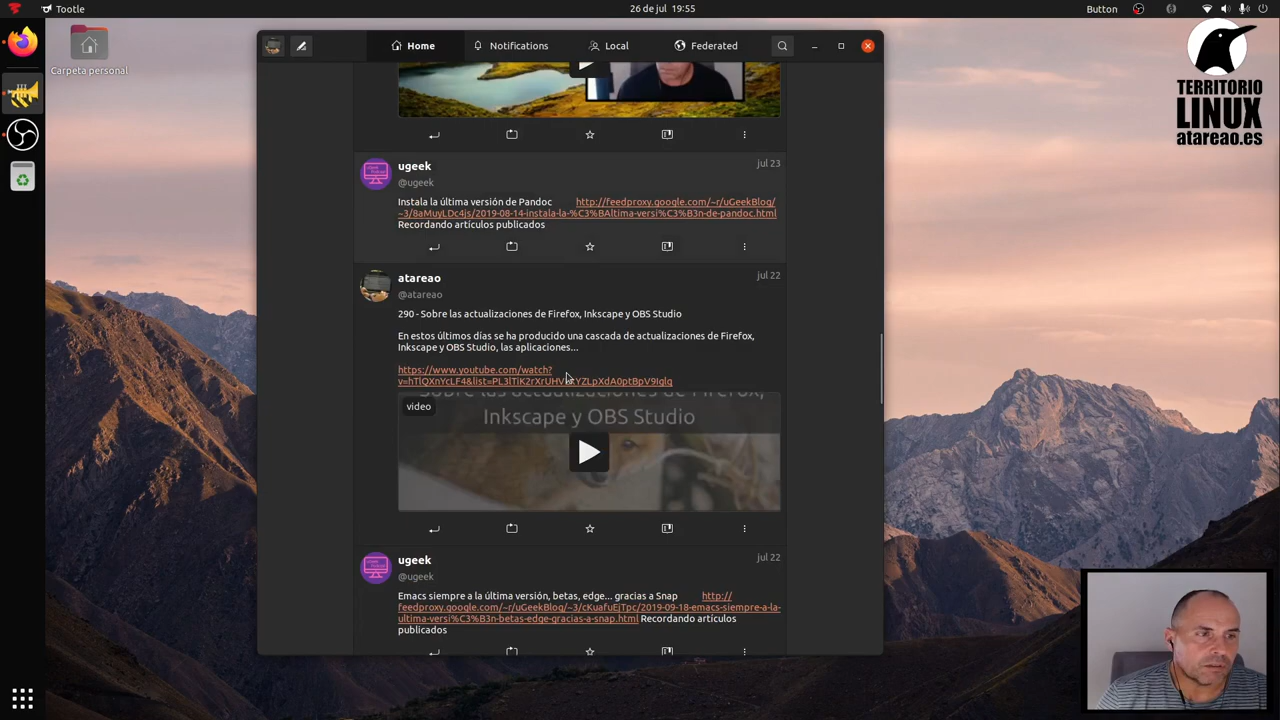 Tootle
26 de jul 19:55
Button
Carpeta personal
Home
Notifications
Local
Federated
TERRITORIO
LINUX
atareao.es
ugeek
jul 23
@ugeek
Instala la última versión de Pandoc http://feedproxy.google.com/~r/uGeekBlog/
~3/8aMuyLDc4js/2019-08-14-instala-la-%C3%BAltima-versi%C3%B3n-de-pandoc.html
Recordando artículos publicados
atareao
jul 22
@atareao
290 - Sobre las actualizaciones de Firefox, Inkscape y OBS Studio
En estos últimos días se ha producido una cascada de actualizaciones de Firefox,
Inkscape y OBS Studio, las aplicaciones...
https://www.youtube.com/watch?
video
Sobre las actualizaciones de Firefox,
Inkscape y OBS Studio
ugeek
jul 22
@ugeek
Emacs siempre a la última versión, betas, edge... gracias a Snap http://
feedproxy.google.com/~r/uGeekBlog/~3/cKuafuEjTpc/2019-09-18-emacs-siempre-a-la-
ultima-versi%C3%B3n-betas-edge-gracias-a-snap.html Recordando artículos
publicados